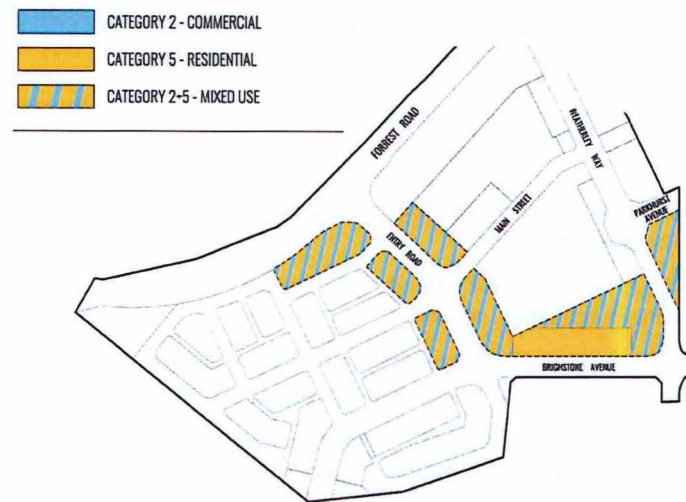 CATEGORY 2 - COMMERCIAL
CATEGORY 5 - RESIDENTIAL
CATEGORY 2+5 - MIXED USE
FORREST ROAD
WEATHERLEY WAY
MAIN STREET
PARKHURST
AVENUE
ENTRY ROAD
BRIGHSTONE AVENUE